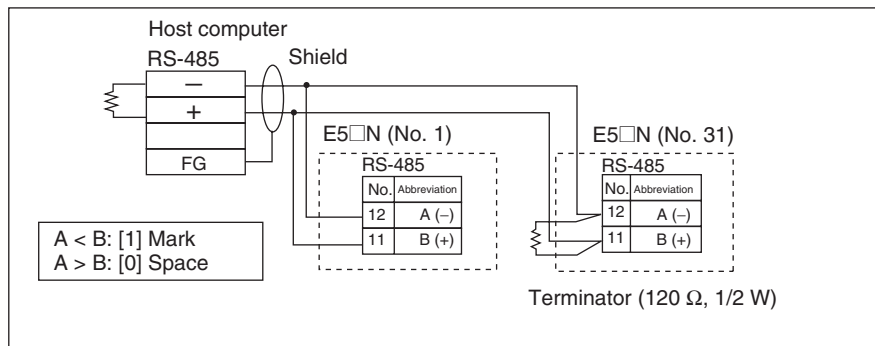 Host computer
RS-485
Shield
−
+
FG
E5□N (No. 1)
RS-485
No. Abbreviation
12 A (−)
11 B (+)
E5□N (No. 31)
RS-485
No. Abbreviation
12 A (−)
11 B (+)
A < B: [1] Mark
A > B: [0] Space
Terminator (120 Ω, 1/2 W)